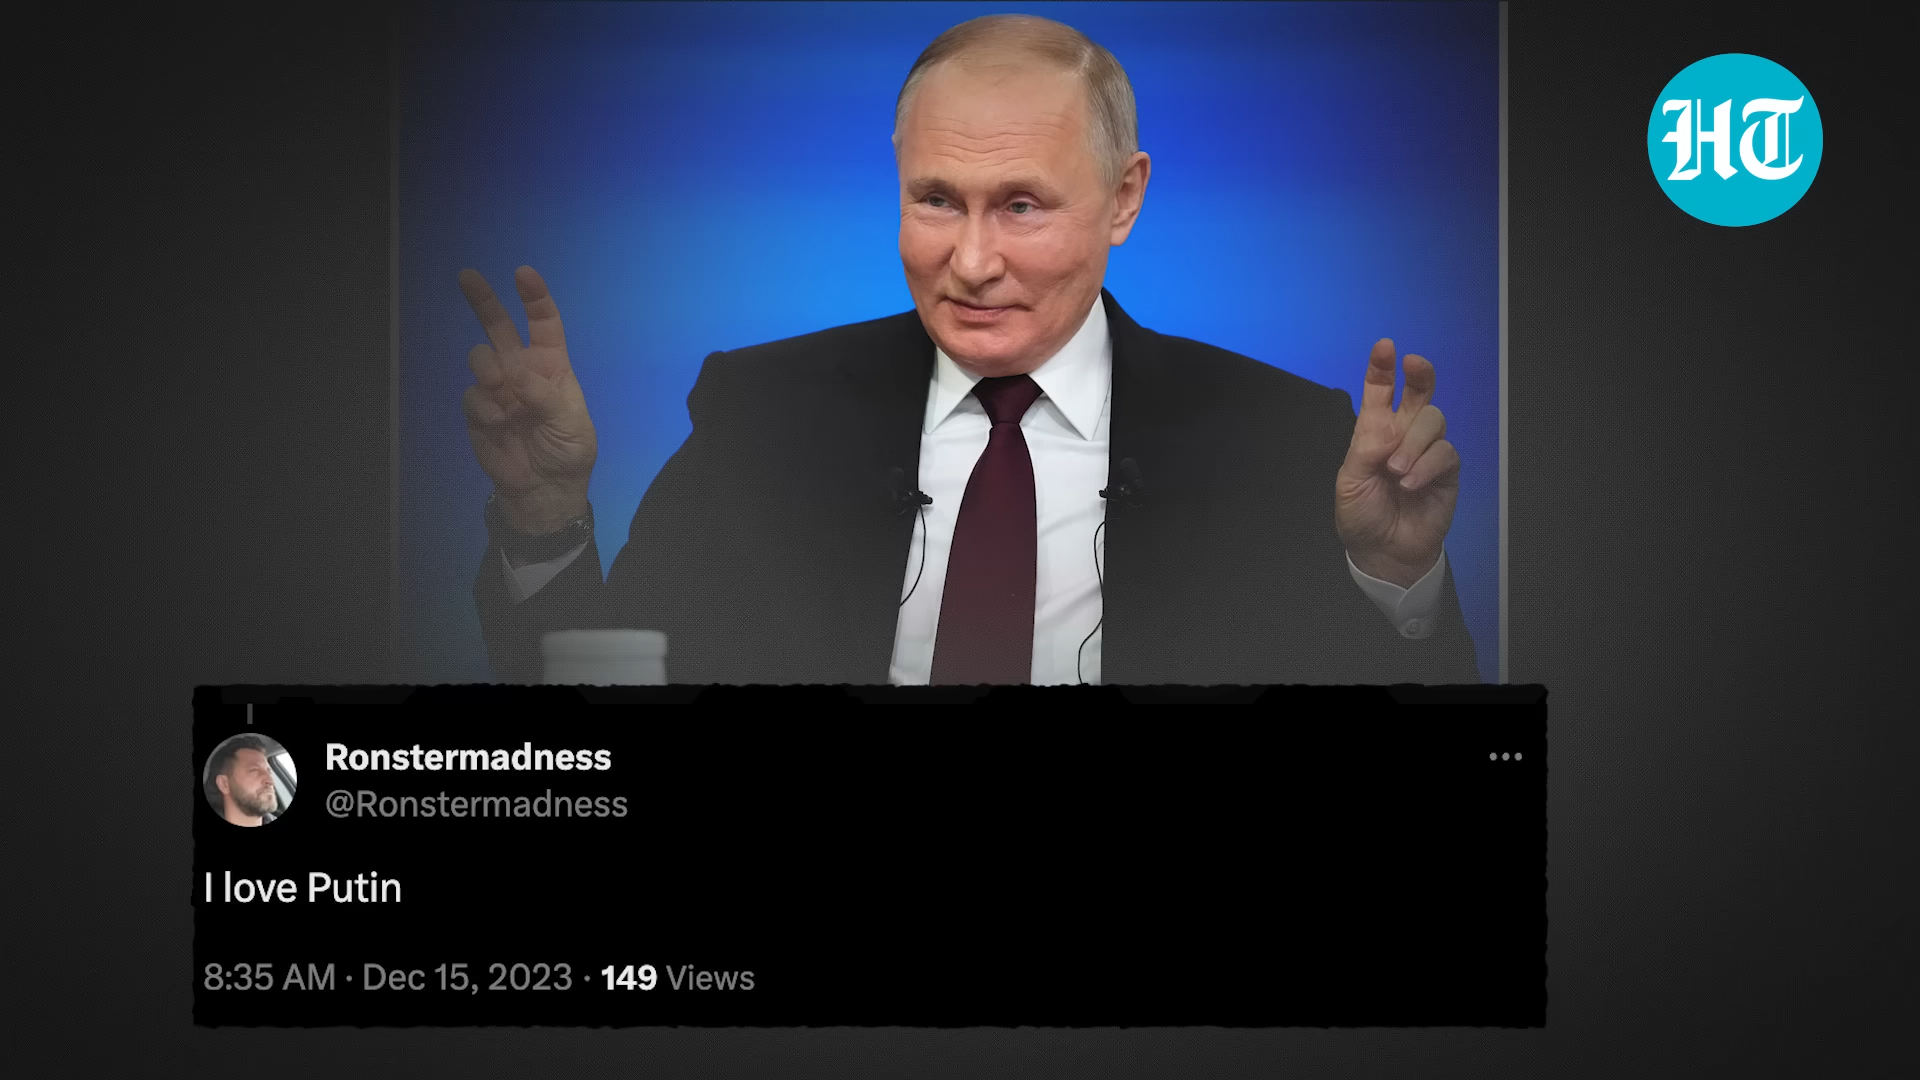 HT
Ronstermadness
@Ronstermadness
I love Putin
8:35 AM · Dec 15, 2023 · 149 Views